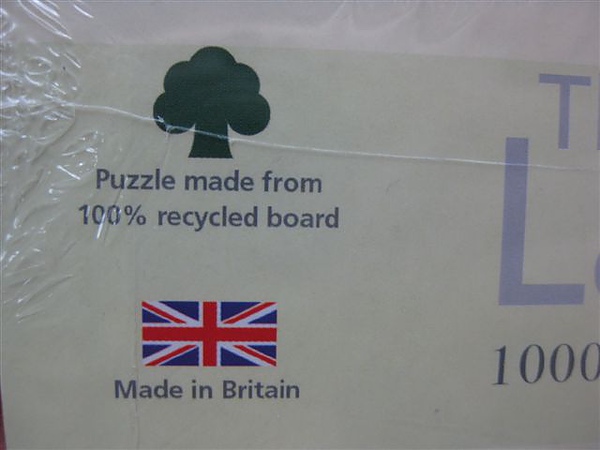 Puzzle made from
100% recycled board
Made in Britain
T
L
1000